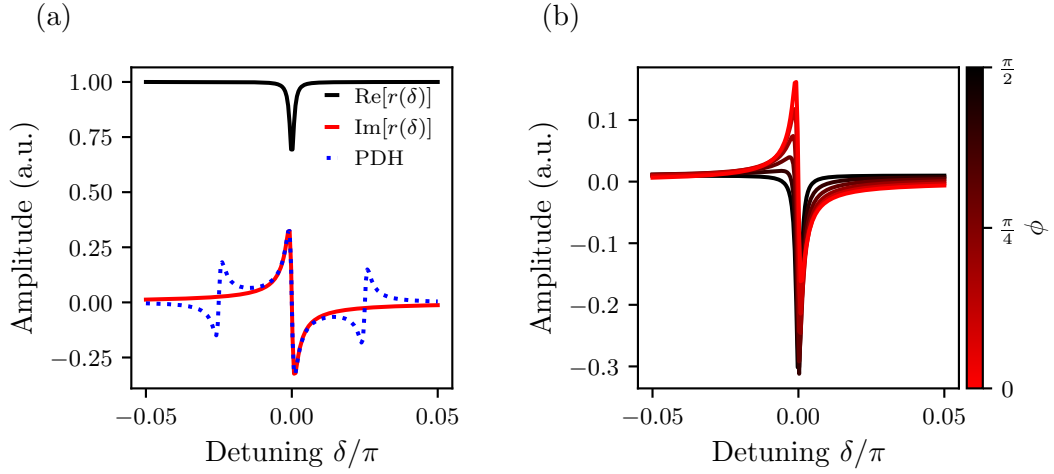 (a)
Amplitude (a.u.)
1.00
0.75
0.50
0.25
0.00
−0.25
Re[r(δ)]
Im[r(δ)]
PDH
−0.05
0.00
0.05
Detuning δ/π
(b)
Amplitude (a.u.)
0.1
0.0
−0.1
−0.2
−0.3
−0.05
0.00
0.05
Detuning δ/π
π/2
π/4
0
ϕ